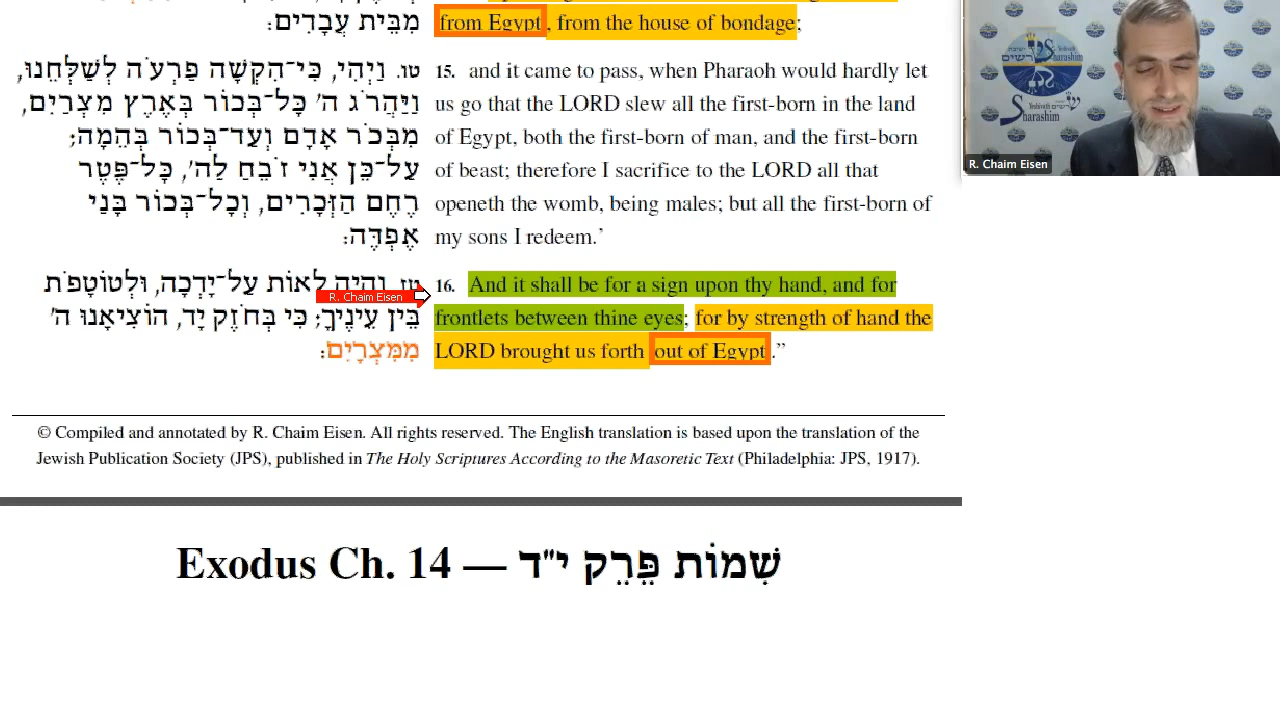 מִבֵּית עֲבָדִים:
from Egypt, from the house of bondage;
טו. וַיְהִי, כִּי־הִקְשָׁה פַרְעֹה לְשַׁלְּחֵנוּ,
וַיַּהֲרֹג ה' כָּל־בְּכוֹר בְּאֶרֶץ מִצְרַיִם,
מִבְּכֹר אָדָם וְעַד־בְּכוֹר בְּהֵמָה;
עַל־כֵּן אֲנִי זֹבֵחַ לַה', כָּל־פֶּטֶר
רֶחֶם הַזְּכָרִים, וְכָל־בְּכוֹר בָּנַי
אֶפְדֶּה:
15. and it came to pass, when Pharaoh would hardly let
us go that the LORD slew all the first-born in the land
of Egypt, both the first-born of man, and the first-born
of beast; therefore I sacrifice to the LORD all that
openeth the womb, being males; but all the first-born of
my sons I redeem.’
טז. וְהָיָה לְאוֹת עַל־יָדְכָה, וּלְטוֹטָפֹת
בֵּין עֵינֶיךָ; כִּי בְּחֹזֶק יָד, הוֹצִיאָנוּ ה'
מִמִּצְרָיִם:
R. Chaim Eisen
16. And it shall be for a sign upon thy hand, and for
frontlets between thine eyes; for by strength of hand the
LORD brought us forth out of Egypt.”
© Compiled and annotated by R. Chaim Eisen. All rights reserved. The English translation is based upon the translation of the
Jewish Publication Society (JPS), published in The Holy Scriptures According to the Masoretic Text (Philadelphia: JPS, 1917).
Exodus Ch. 14 — שְׁמוֹת פֶּרֶק י"ד
Yeshivath
Sharashim
R. Chaim Eisen